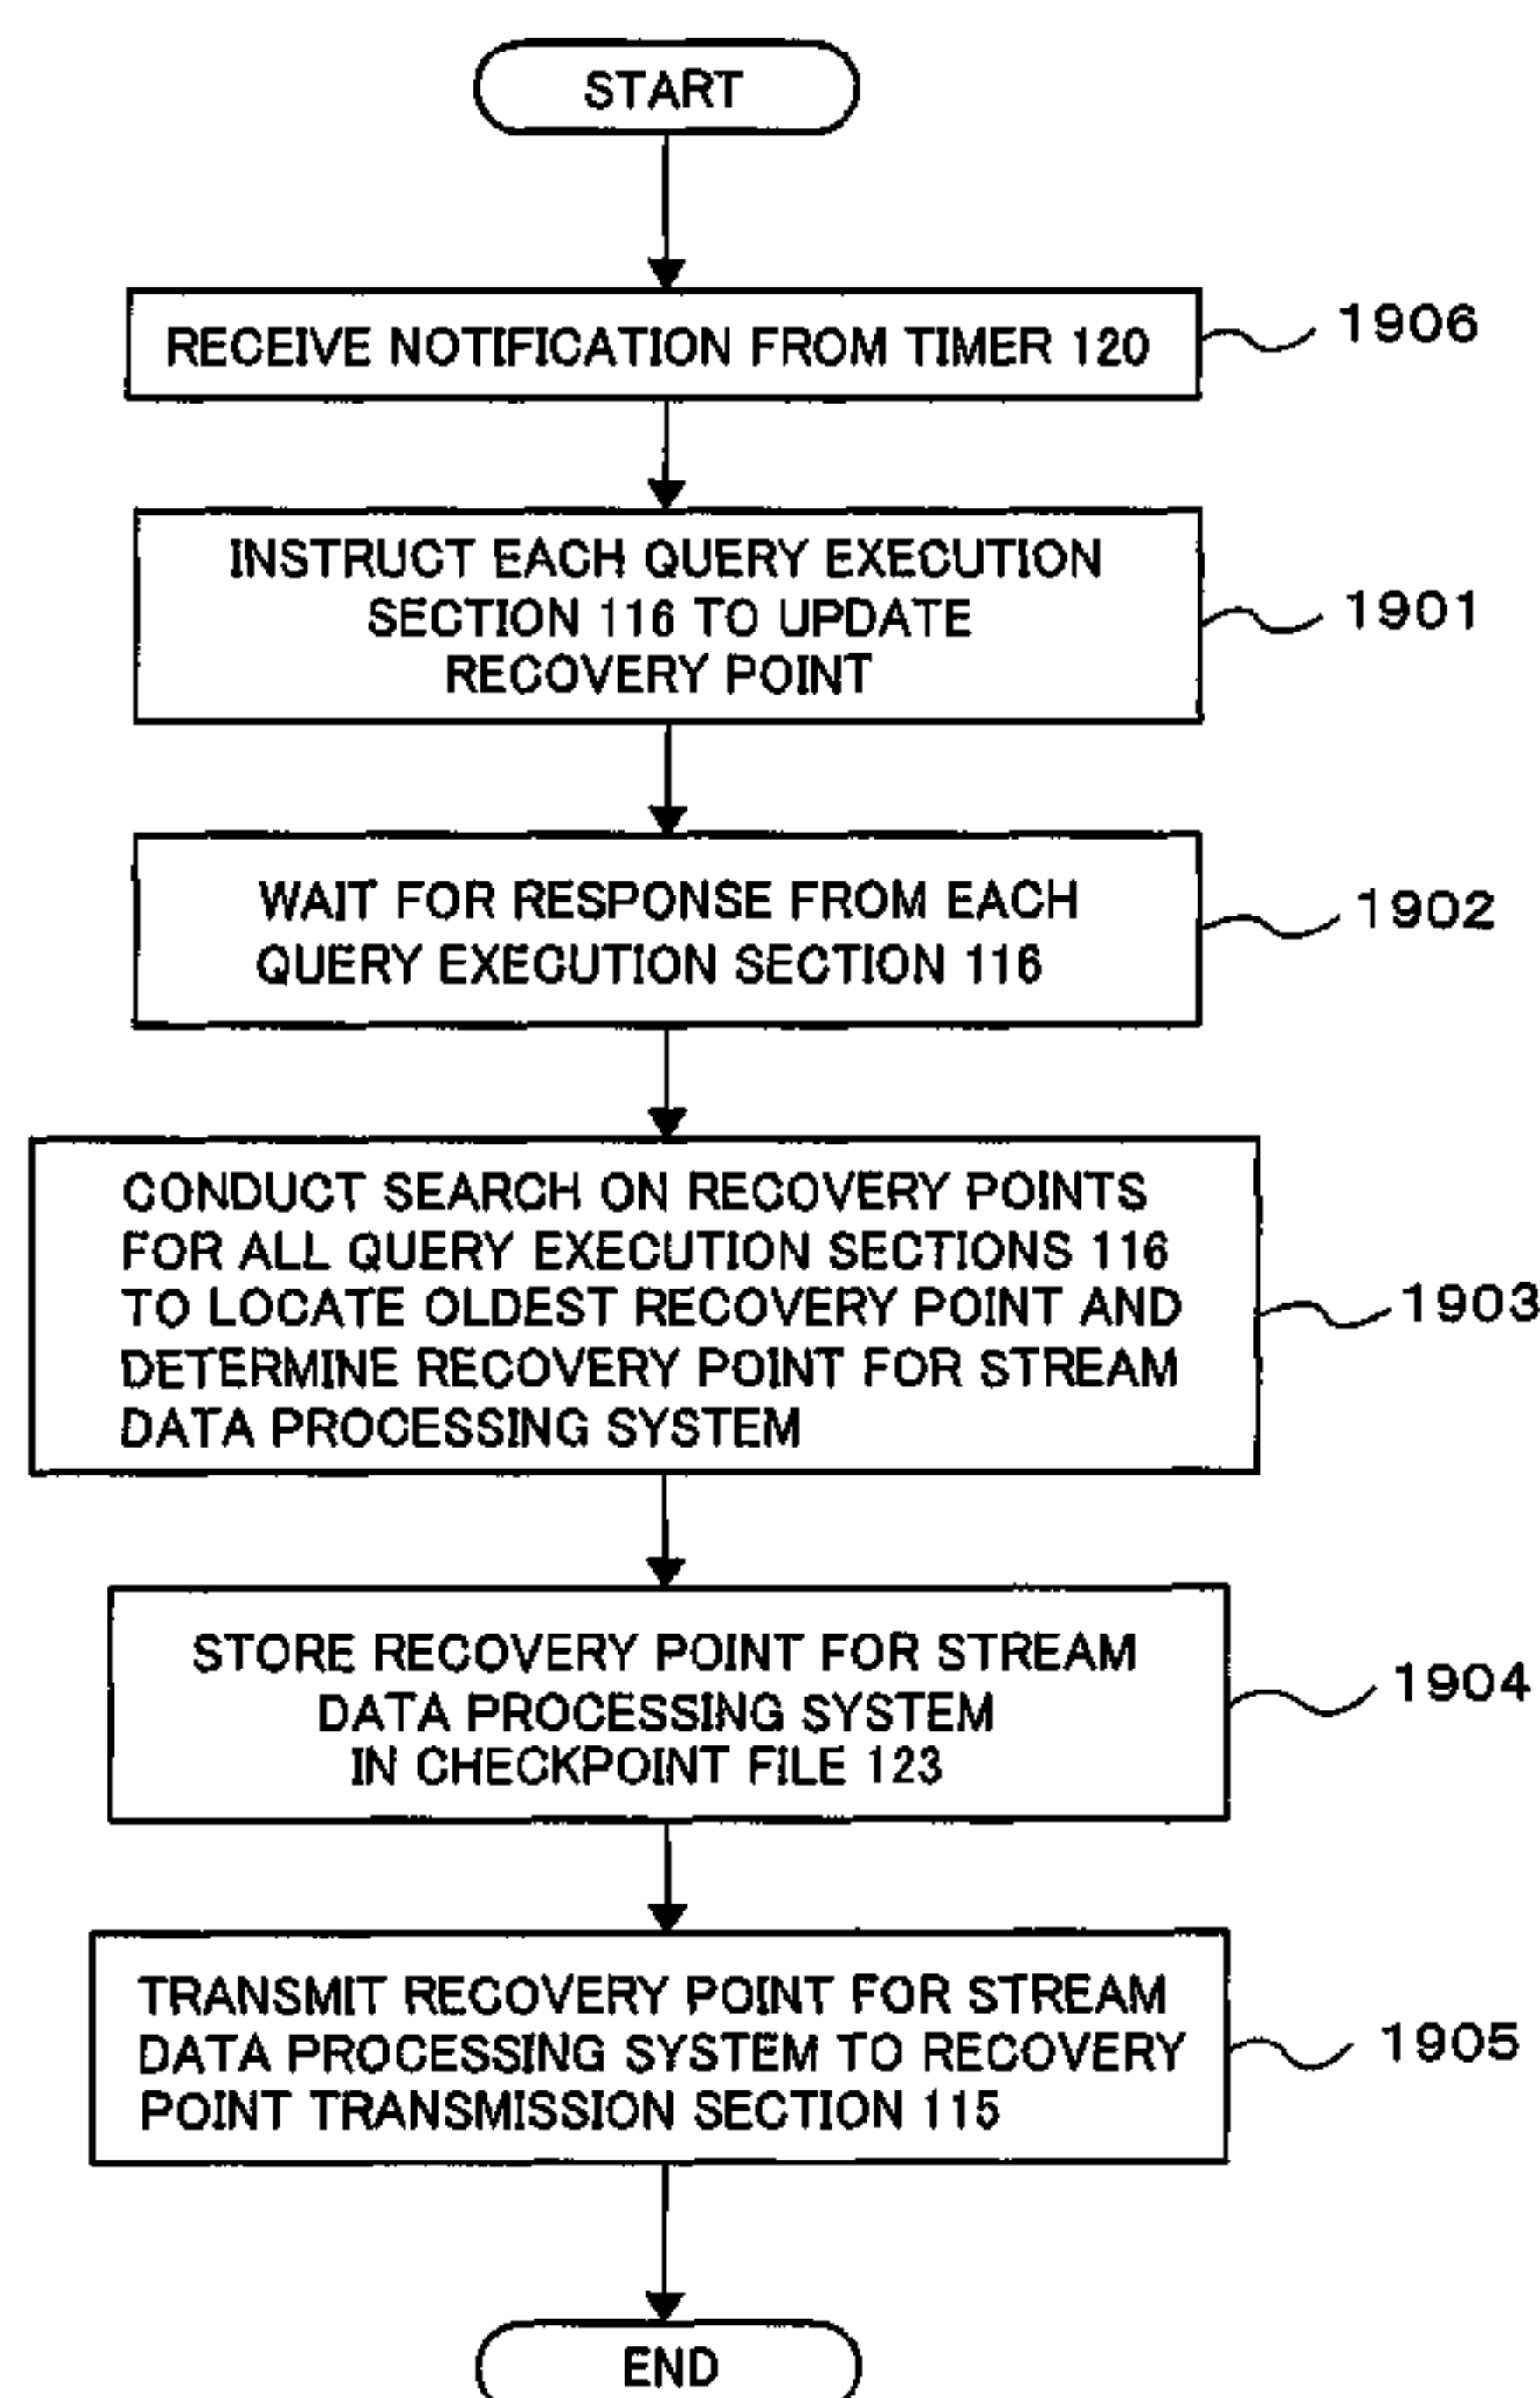 START
RECEIVE NOTIFICATION FROM TIMER 120
1906
INSTRUCT EACH QUERY EXECUTION
SECTION 116 TO UPDATE
RECOVERY POINT
1901
WAIT FOR RESPONSE FROM EACH
QUERY EXECUTION SECTION 116
1902
CONDUCT SEARCH ON RECOVERY POINTS
FOR ALL QUERY EXECUTION SECTIONS 116
TO LOCATE OLDEST RECOVERY POINT AND
DETERMINE RECOVERY POINT FOR STREAM
DATA PROCESSING SYSTEM
1903
STORE RECOVERY POINT FOR STREAM
DATA PROCESSING SYSTEM
IN CHECKPOINT FILE 123
1904
TRANSMIT RECOVERY POINT FOR STREAM
DATA PROCESSING SYSTEM TO RECOVERY
POINT TRANSMISSION SECTION 115
1905
END